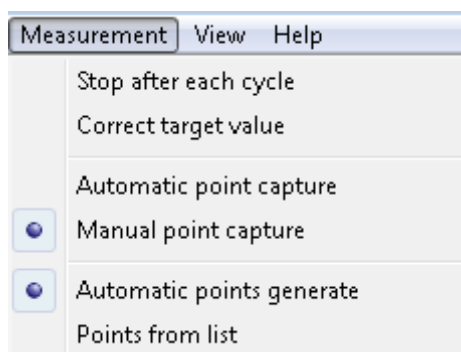 Measurement View Help
Stop after each cycle
Correct target value
Automatic point capture
Manual point capture
Automatic points generate
Points from list